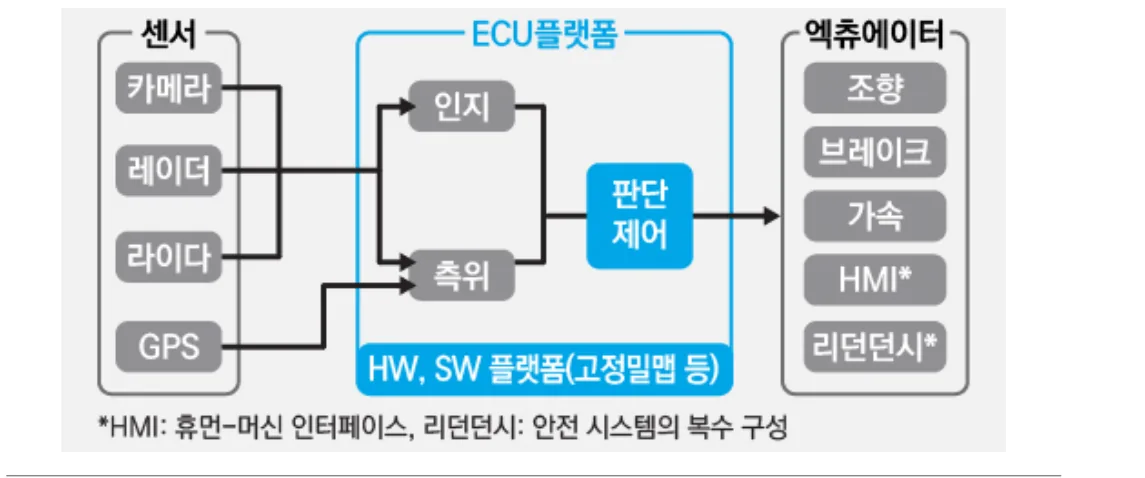 센서
카메라
레이더
라이다
GPS
ECU플랫폼
인지
측위
판단
제어
HW, SW 플랫폼(고정밀맵 등)
엑츄에이터
조향
브레이크
가속
HMI*
리던던시*
*HMI: 휴먼-머신 인터페이스, 리던던시: 안전 시스템의 복수 구성